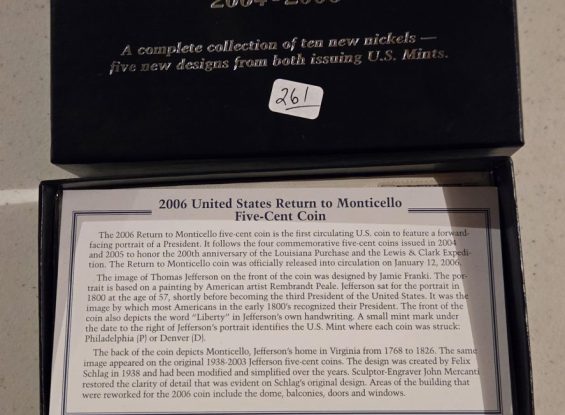 2004-2006
A complete collection of ten new nickels —
five new designs from both issuing U.S. Mints.
261
2006 United States Return to Monticello
Five-Cent Coin
The 2006 Return to Monticello five-cent coin is the first circulating U.S. coin to feature a forward-
facing portrait of a President. It follows the four commemorative five-cent coins issued in 2004
and 2005 to honor the 200th anniversary of the Louisiana Purchase and the Lewis & Clark Expedi-
tion. The Return to Monticello coin was officially released into circulation on January 12, 2006.
The image of Thomas Jefferson on the front of the coin was designed by Jamie Franki. The por-
trait is based on a painting by American artist Rembrandt Peale. Jefferson sat for the portrait in
1800 at the age of 57, shortly before becoming the third President of the United States. It was the
image by which most Americans in the early 1800's recognized their President. The front of the
coin also depicts the word "Liberty" in Jefferson's own handwriting. A small mint mark under
the date to the right of Jefferson's portrait identifies the U.S. Mint where each coin was struck:
Philadelphia (P) or Denver (D).
The back of the coin depicts Monticello, Jefferson's home in Virginia from 1768 to 1826. The same
image appeared on the original 1938-2003 Jefferson five-cent coins. The design was created by Felix
Schlag in 1938 and had been modified and simplified over the years. Sculptor-Engraver John Mercanti
restored the clarity of detail that was evident on Schlag's original design. Areas of the building that
were reworked for the 2006 coin include the dome, balconies, doors and windows.